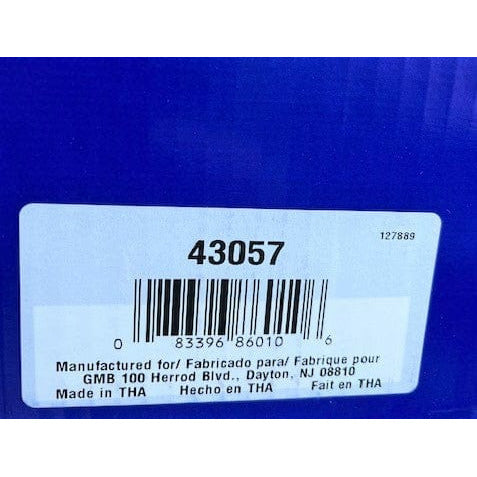 127889
43057
0 83396 86010 6
Manufactured for/ Fabricado para/ Fabrique pour
GMB 100 Herrod Blvd., Dayton, NJ 08810
Made in THA Hecho en THA Fait en THA